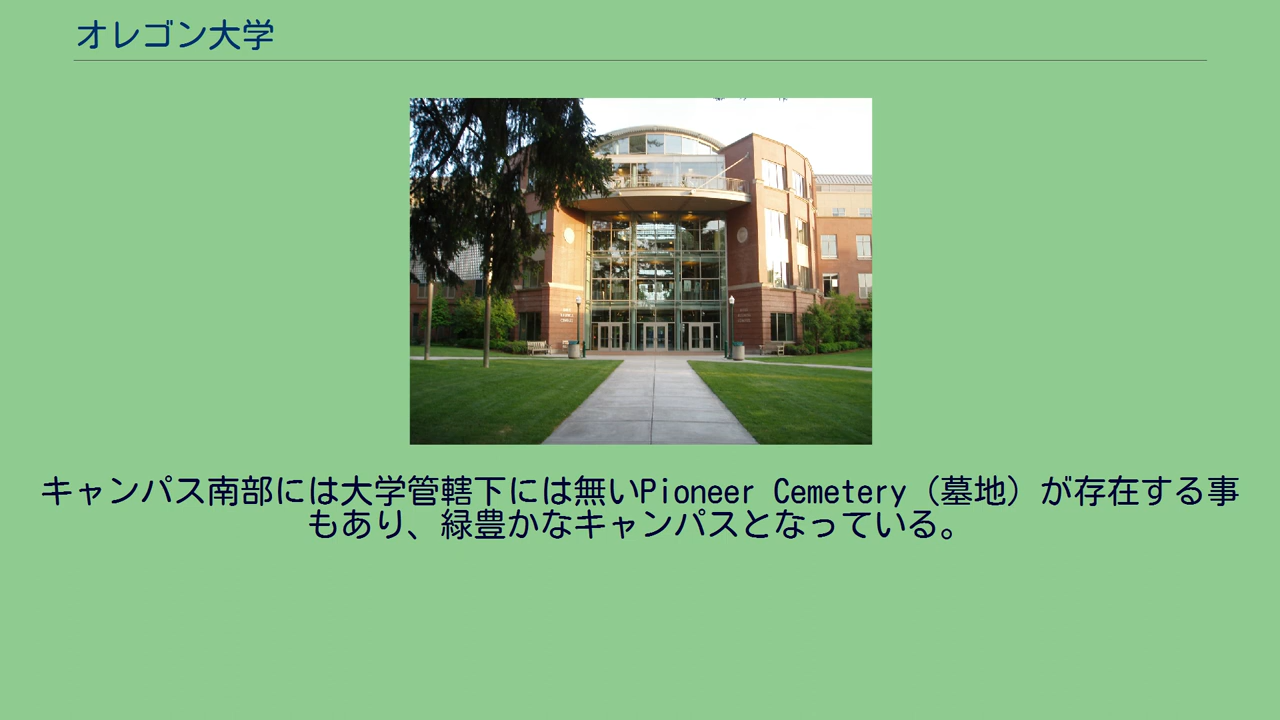 オレゴン大学
キャンパス南部には大学管轄下には無いPioneer Cemetery（墓地）が存在する事
もあり、緑豊かなキャンパスとなっている。